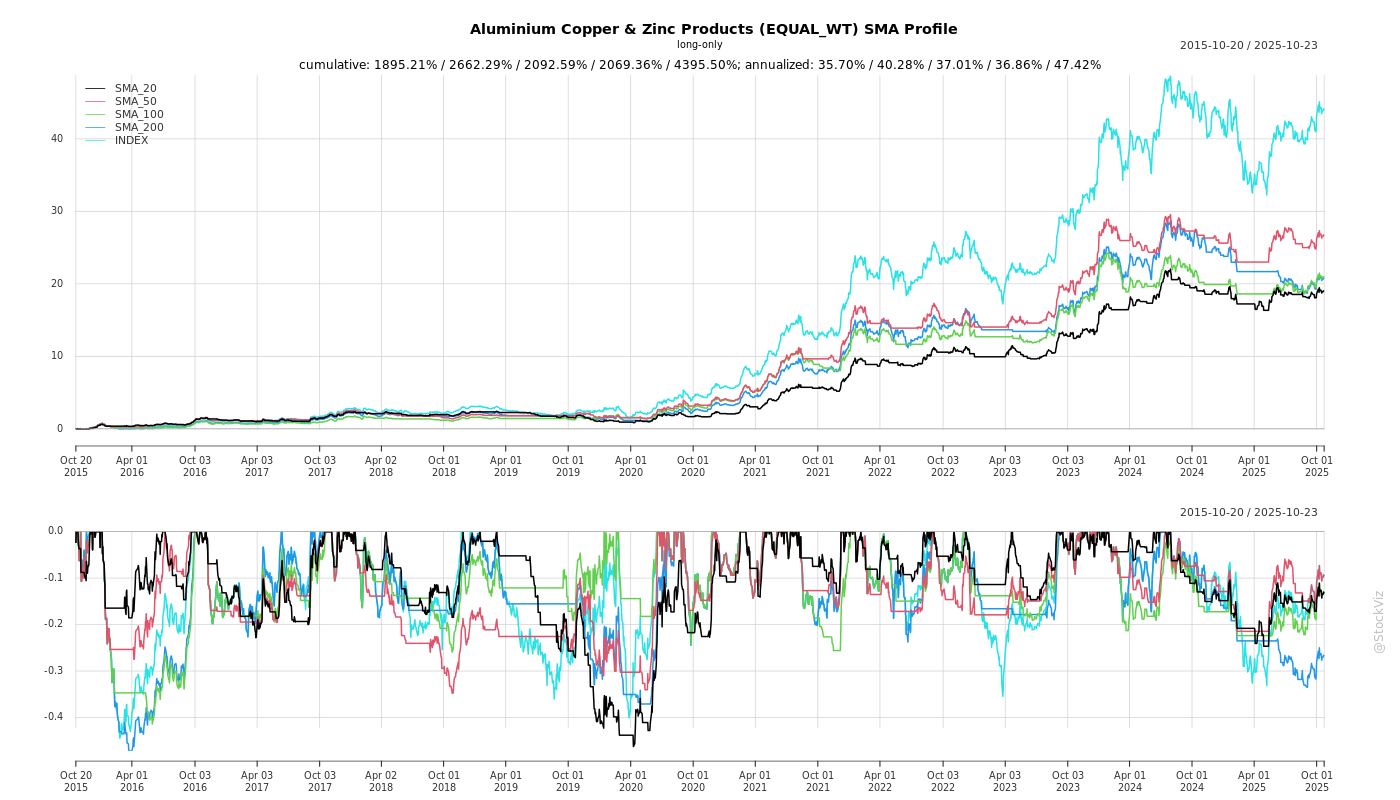 Aluminium Copper & Zinc Products (EQUAL_WT) SMA Profile
long-only
2015-10-20 / 2025-10-23
cumulative: 1895.21% / 2662.29% / 2092.59% / 2069.36% / 4395.50%; annualized: 35.70% / 40.28% / 37.01% / 36.86% / 47.42%
SMA_20
SMA_50
SMA_100
SMA_200
INDEX
40
30
20
10
0
Oct 20 Apr 01 Oct 03 Apr 03 Oct 03 Apr 02 Oct 01 Apr 01 Oct 01 Apr 01 Oct 01 Apr 01 Oct 01 Apr 01 Oct 03 Apr 03 Oct 03 Apr 01 Oct 01 Apr 01 Oct 01
2015 2016 2016 2017 2017 2018 2018 2019 2019 2020 2020 2021 2021 2022 2022 2023 2023 2024 2024 2025 2025
2015-10-20 / 2025-10-23
0.0
-0.1
-0.2
-0.3
-0.4
Oct 20 Apr 01 Oct 03 Apr 03 Oct 03 Apr 02 Oct 01 Apr 01 Oct 01 Apr 01 Oct 01 Apr 01 Oct 01 Apr 01 Oct 03 Apr 03 Oct 03 Apr 01 Oct 01 Apr 01 Oct 01
2015 2016 2016 2017 2017 2018 2018 2019 2019 2020 2020 2021 2021 2022 2022 2023 2023 2024 2024 2025 2025
@StockViz